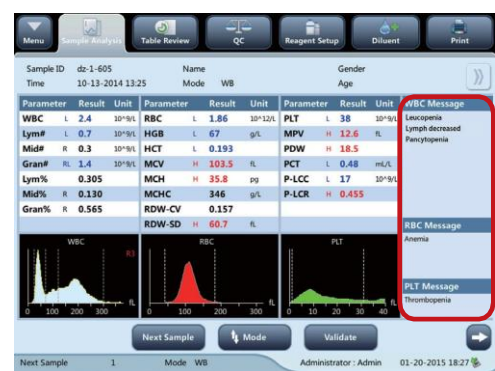 Menu
Sample Analysis
Table Review
QC
Reagent Setup
Diluent
Print
Sample ID dz-1-605 Name Gender
Time 10-13-2014 13:25 Mode WB Age
Parameter Result Unit Parameter Result Unit Parameter Result Unit WBC Message
WBC L 2.4 10^9/L RBC L 1.86 10^12/L PLT L 38 10^9/L Leucopenia
Lym# L 0.7 10^9/L HGB L 67 g/L MPV H 12.6 fL Lymph decreased
Mid# R 0.3 10^9/L HCT L 0.193 PDW H 18.5 Pancytopenia
Gran# RL 1.4 10^9/L MCV H 103.5 fL PCT L 0.48 mL/L
Lym% 0.305 MCH H 35.8 pg P-LCC L 17 10^9/L
Mid% R 0.130 MCHC 346 g/L P-LCR H 0.455
Gran% R 0.565 RDW-CV 0.157
RDW-SD H 60.7 fL
RBC Message
Anemia
WBC R3 RBC PLT
PLT Message
Thrombopenia
0 100 200 300 fL 0 100 200 300 fL 0 10 20 30 40 fL
Next Sample Mode Validate
Next Sample 1 Mode WB Administrator : Admin 01-20-2015 18:27